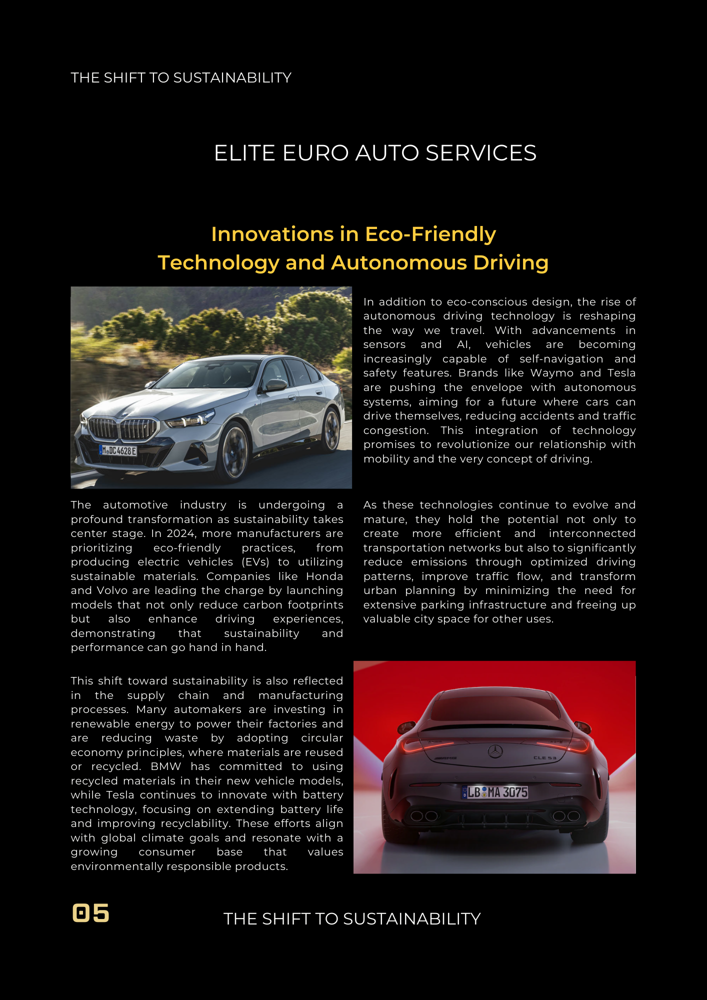 THE SHIFT TO SUSTAINABILITY
ELITE EURO AUTO SERVICES
Innovations in Eco-Friendly
Technology and Autonomous Driving
M DC 4628 E
The automotive industry is undergoing a
profound transformation as sustainability takes
center stage. In 2024, more manufacturers are
prioritizing eco-friendly practices, from
producing electric vehicles (EVs) to utilizing
sustainable materials. Companies like Honda
and Volvo are leading the charge by launching
models that not only reduce carbon footprints
but also enhance driving experiences,
demonstrating that sustainability and
performance can go hand in hand.
This shift toward sustainability is also reflected
in the supply chain and manufacturing
processes. Many automakers are investing in
renewable energy to power their factories and
are reducing waste by adopting circular
economy principles, where materials are reused
or recycled. BMW has committed to using
recycled materials in their new vehicle models,
while Tesla continues to innovate with battery
technology, focusing on extending battery life
and improving recyclability. These efforts align
with global climate goals and resonate with a
growing consumer base that values
environmentally responsible products.
In addition to eco-conscious design, the rise of
autonomous driving technology is reshaping
the way we travel. With advancements in
sensors and AI, vehicles are becoming
increasingly capable of self-navigation and
safety features. Brands like Waymo and Tesla
are pushing the envelope with autonomous
systems, aiming for a future where cars can
drive themselves, reducing accidents and traffic
congestion. This integration of technology
promises to revolutionize our relationship with
mobility and the very concept of driving.
As these technologies continue to evolve and
mature, they hold the potential not only to
create more efficient and interconnected
transportation networks but also to significantly
reduce emissions through optimized driving
patterns, improve traffic flow, and transform
urban planning by minimizing the need for
extensive parking infrastructure and freeing up
valuable city space for other uses.
AMG
CLE 53
D LB MA 3075
05
THE SHIFT TO SUSTAINABILITY